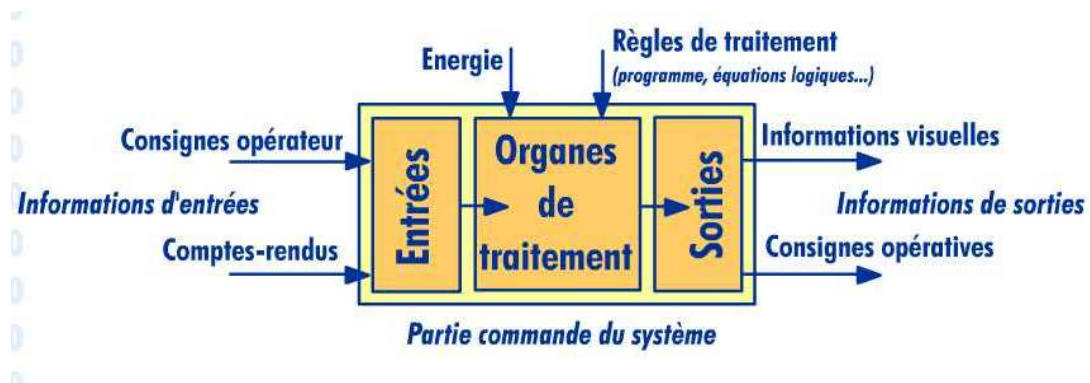 Energie
Règles de traitement
(programme, équations logiques...)
Consignes opérateur
Informations d'entrées
Comptes-rendus
Entrées
Organes
de
traitement
Sorties
Informations visuelles
Informations de sorties
Consignes opératives
Partie commande du système